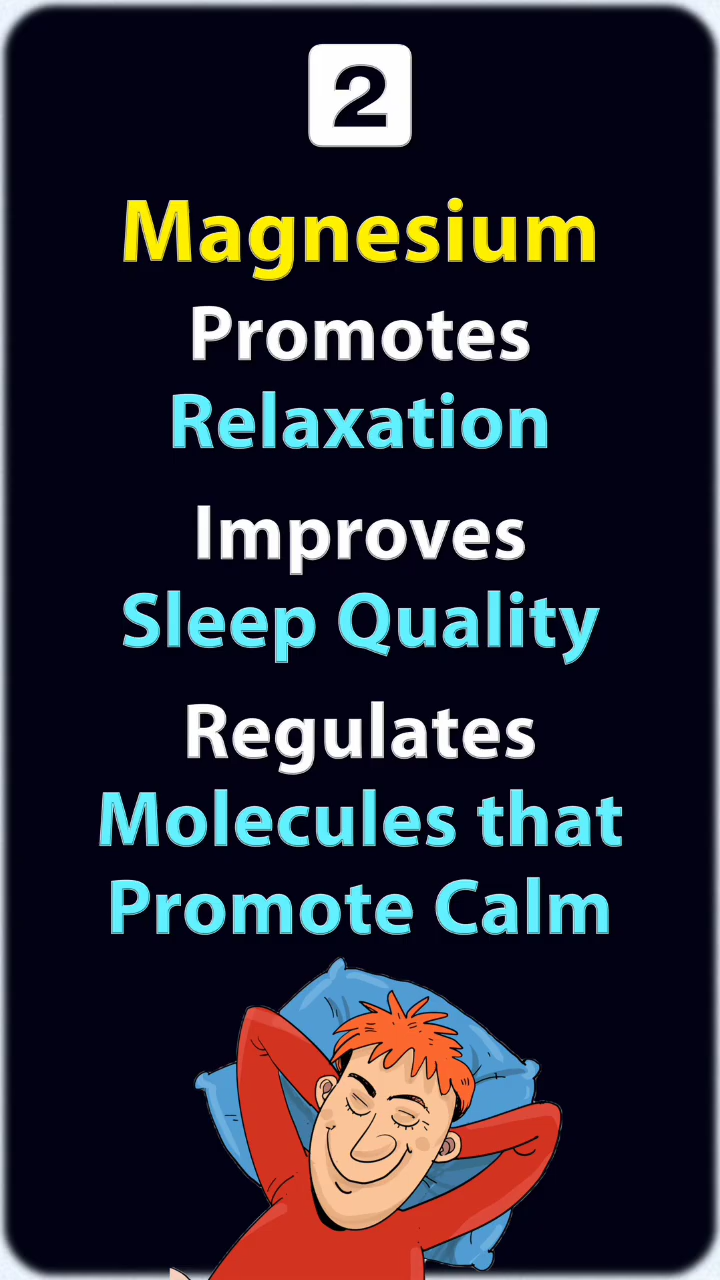 2
Magnesium
Promotes
Relaxation
Improves
Sleep Quality
Regulates
Molecules that
Promote Calm